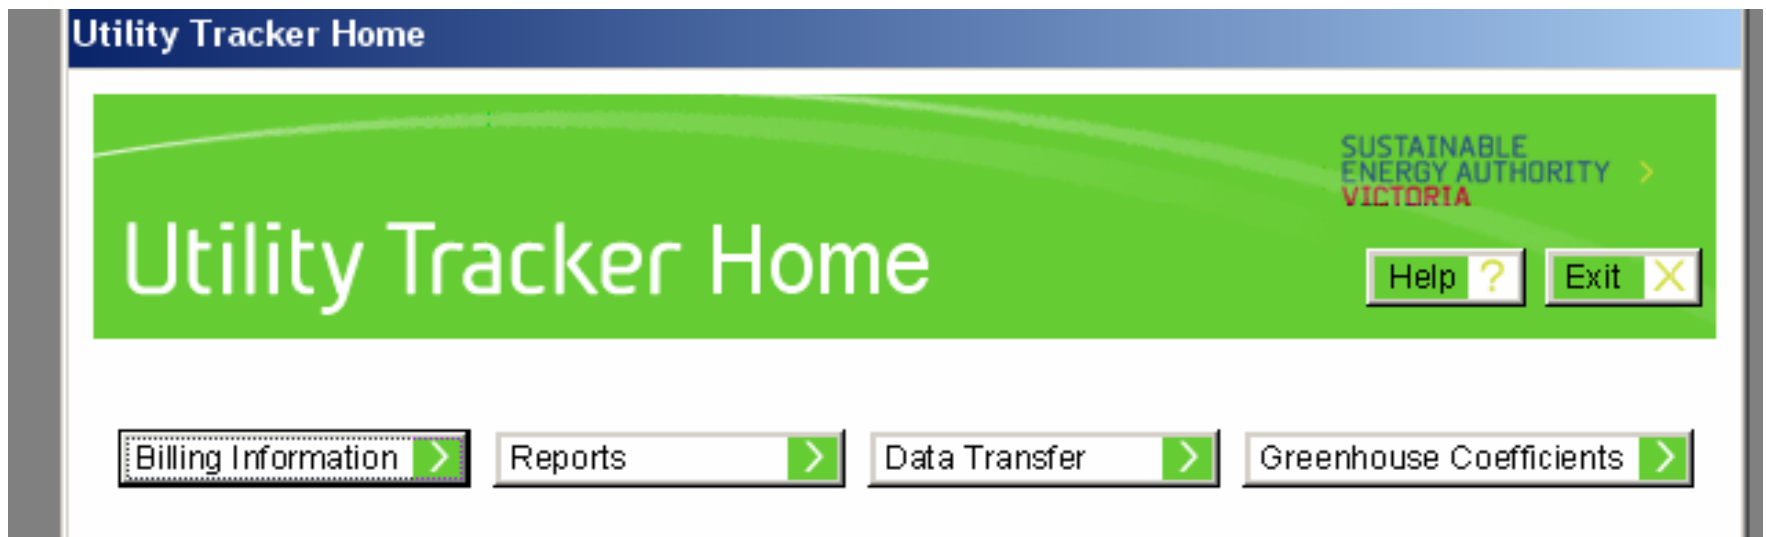 Utility Tracker Home
SUSTAINABLE
ENERGY AUTHORITY >
VICTORIA
Utility Tracker Home
Help ?
Exit X
Billing Information >
Reports >
Data Transfer >
Greenhouse Coefficients >